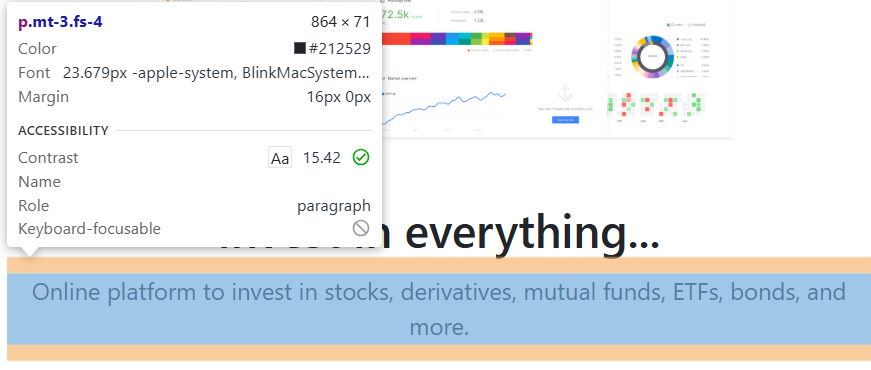 p.mt-3.fs-4 864 × 71
Color #212529
Font 23.679px -apple-system, BlinkMacSystem...
Margin 16px 0px
ACCESSIBILITY
Contrast Aa 15.42
Name
Role paragraph
Keyboard-focusable
72.5k
Market overview
in everything...
Online platform to invest in stocks, derivatives, mutual funds, ETFs, bonds, and
more.